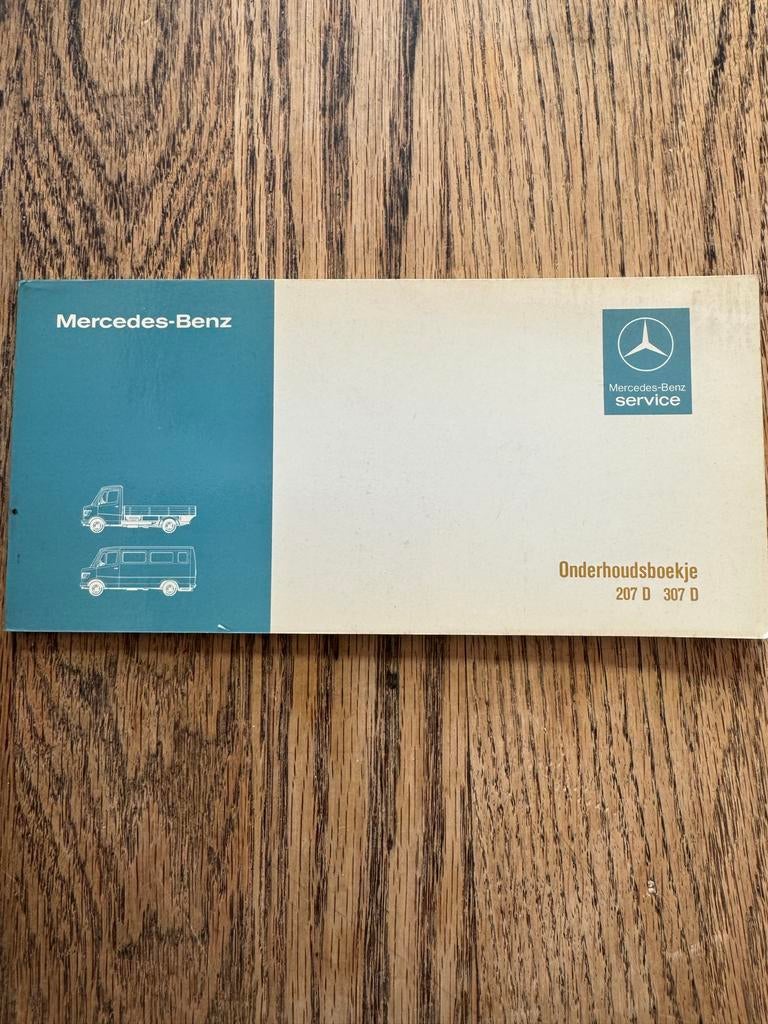 Mercedes-Benz
Mercedes-Benz
service
Onderhoudsboekje
207 D 307 D